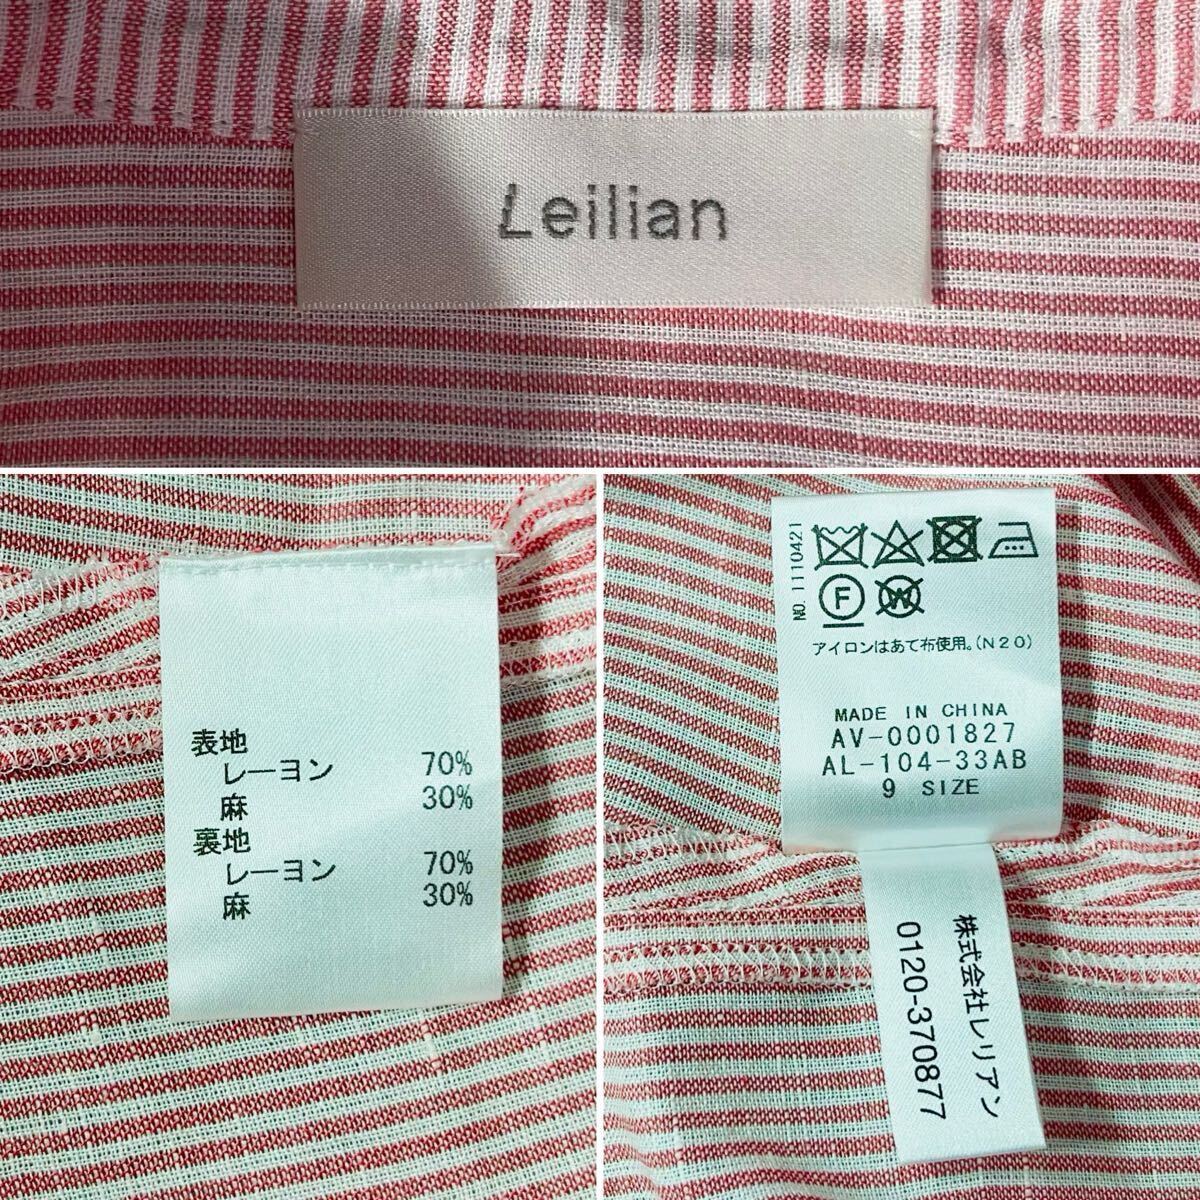 Leilian
表地
レーヨン 70%
麻 30%
裏地
レーヨン 70%
麻 30%
NO. 1110421
F
W
アイロンはあて布使用。(N20)
MADE IN CHINA
AV-0001827
AL-104-33AB
9 SIZE
株式会社レリアン
0120-370877